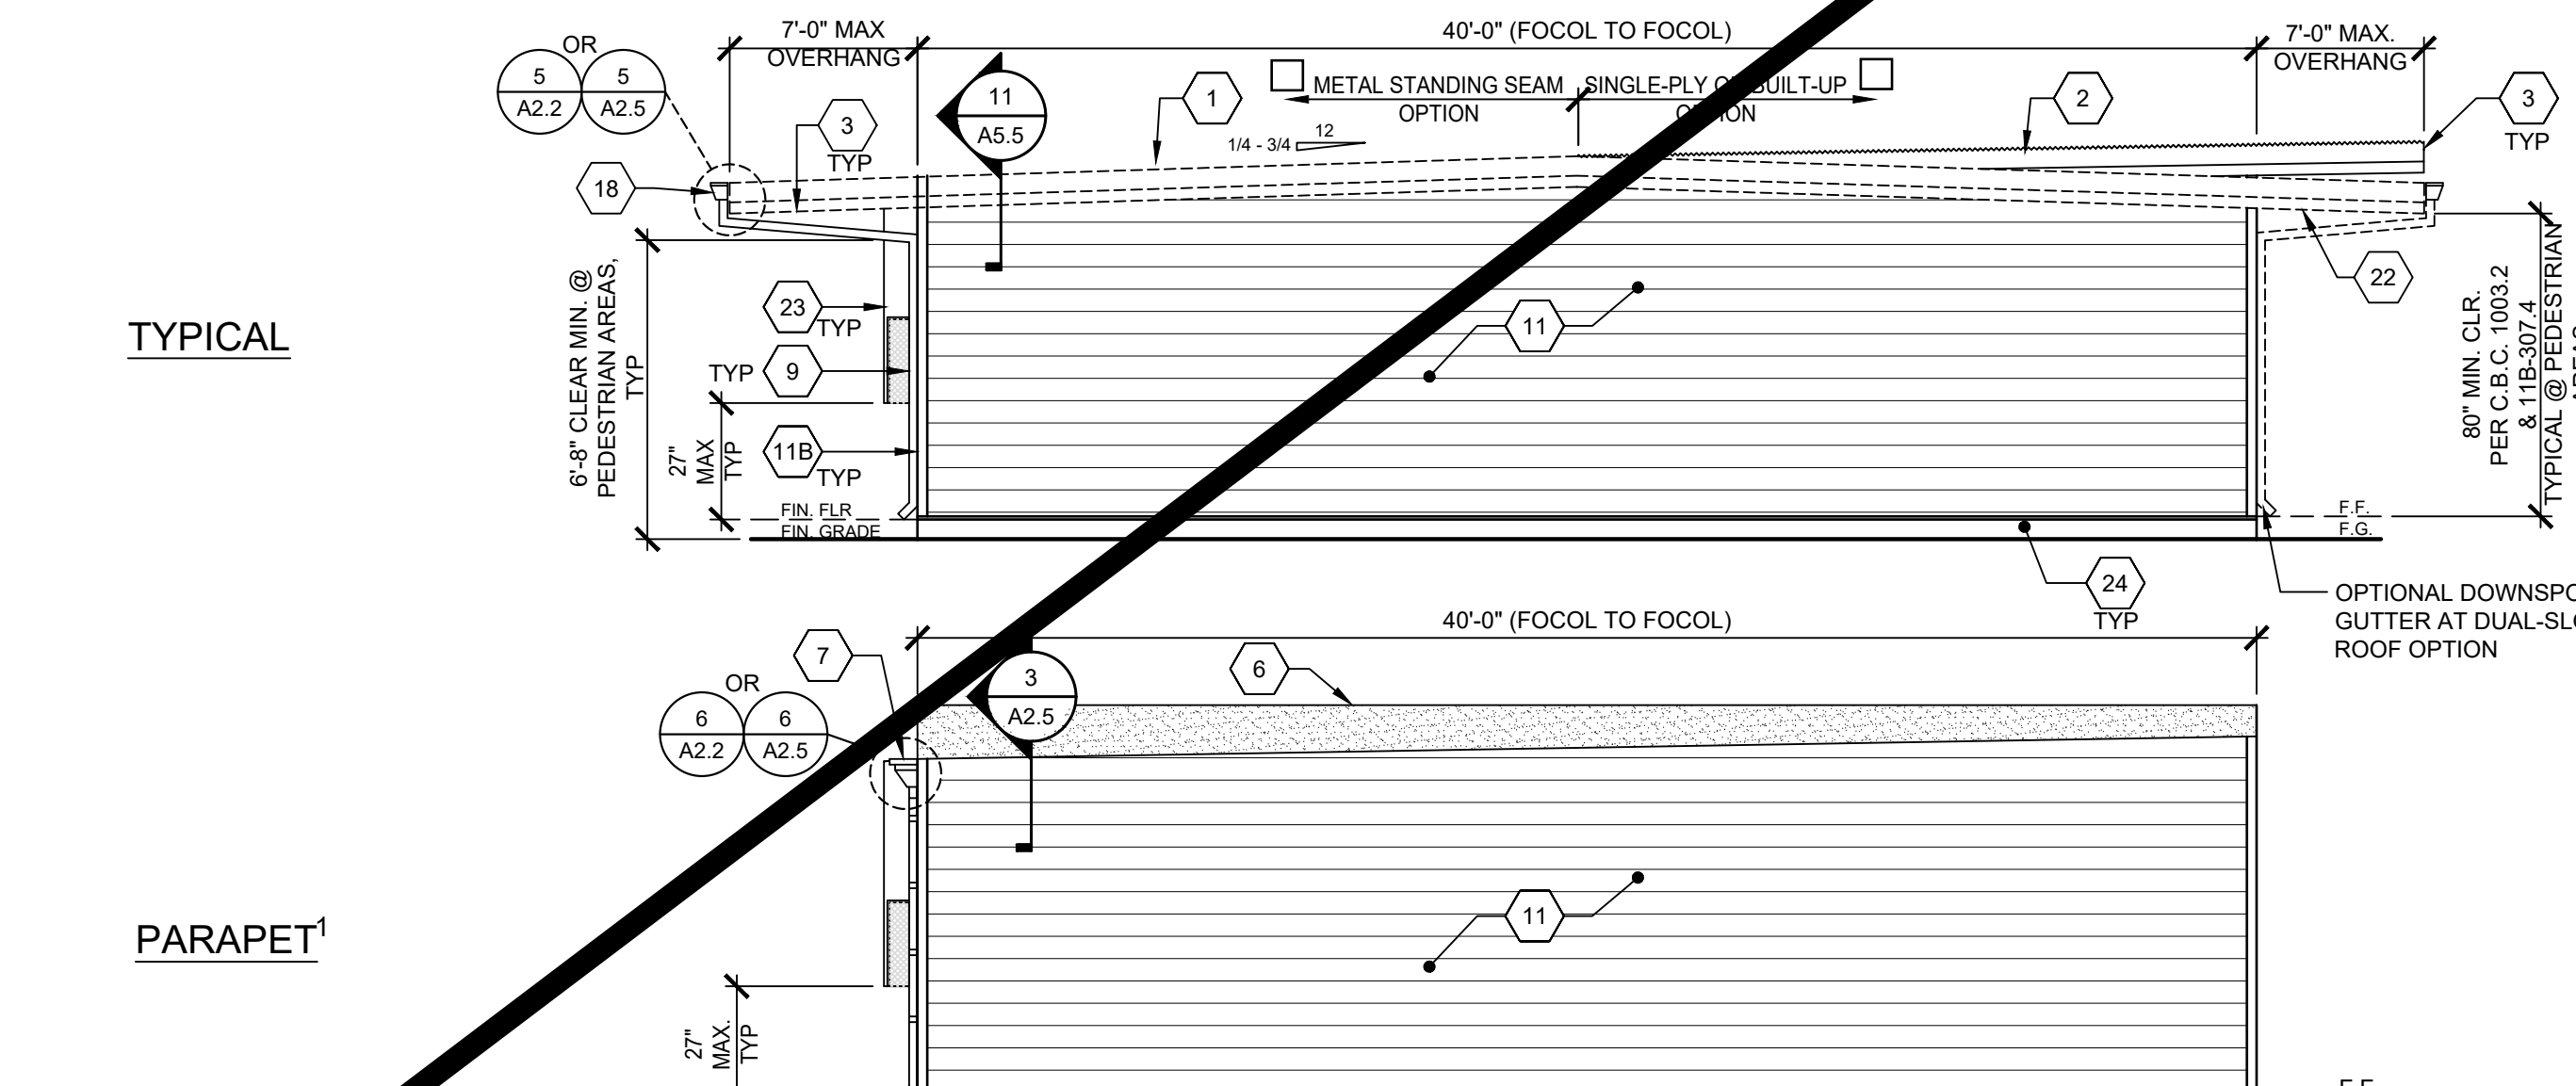 7'-0" MAX
OVERHANG
40'-0" (FOCOL TO FOCOL)
7'-0" MAX.
OVERHANG
OR
5
A2.2
5
A2.5
11
A5.5
METAL STANDING SEAM
OPTION
SINGLE-PLY BUILT-UP
1
2
3
TYP
3
TYP
1/4 - 3/4
12
18
22
23
TYP
TYP
9
11B
TYP
11
6'-8" CLEAR MIN. @
PEDESTRIAN AREAS,
TYP
27"
MAX
TYP
80" MIN. CLR.
PER C.B.C. 1003.2
& 11B-307.4
TYPICAL @ PEDESTRIAN
TYPICAL
FIN. FLR
FIN. GRADE
F.F.
F.G.
24
TYP
OPTIONAL
GUTTER AT
ROOF OPTION
40'-0" (FOCOL TO FOCOL)
7
OR
6
A2.2
6
A2.5
3
A2.5
6
11
PARAPET1
27"
MAX.
TYP